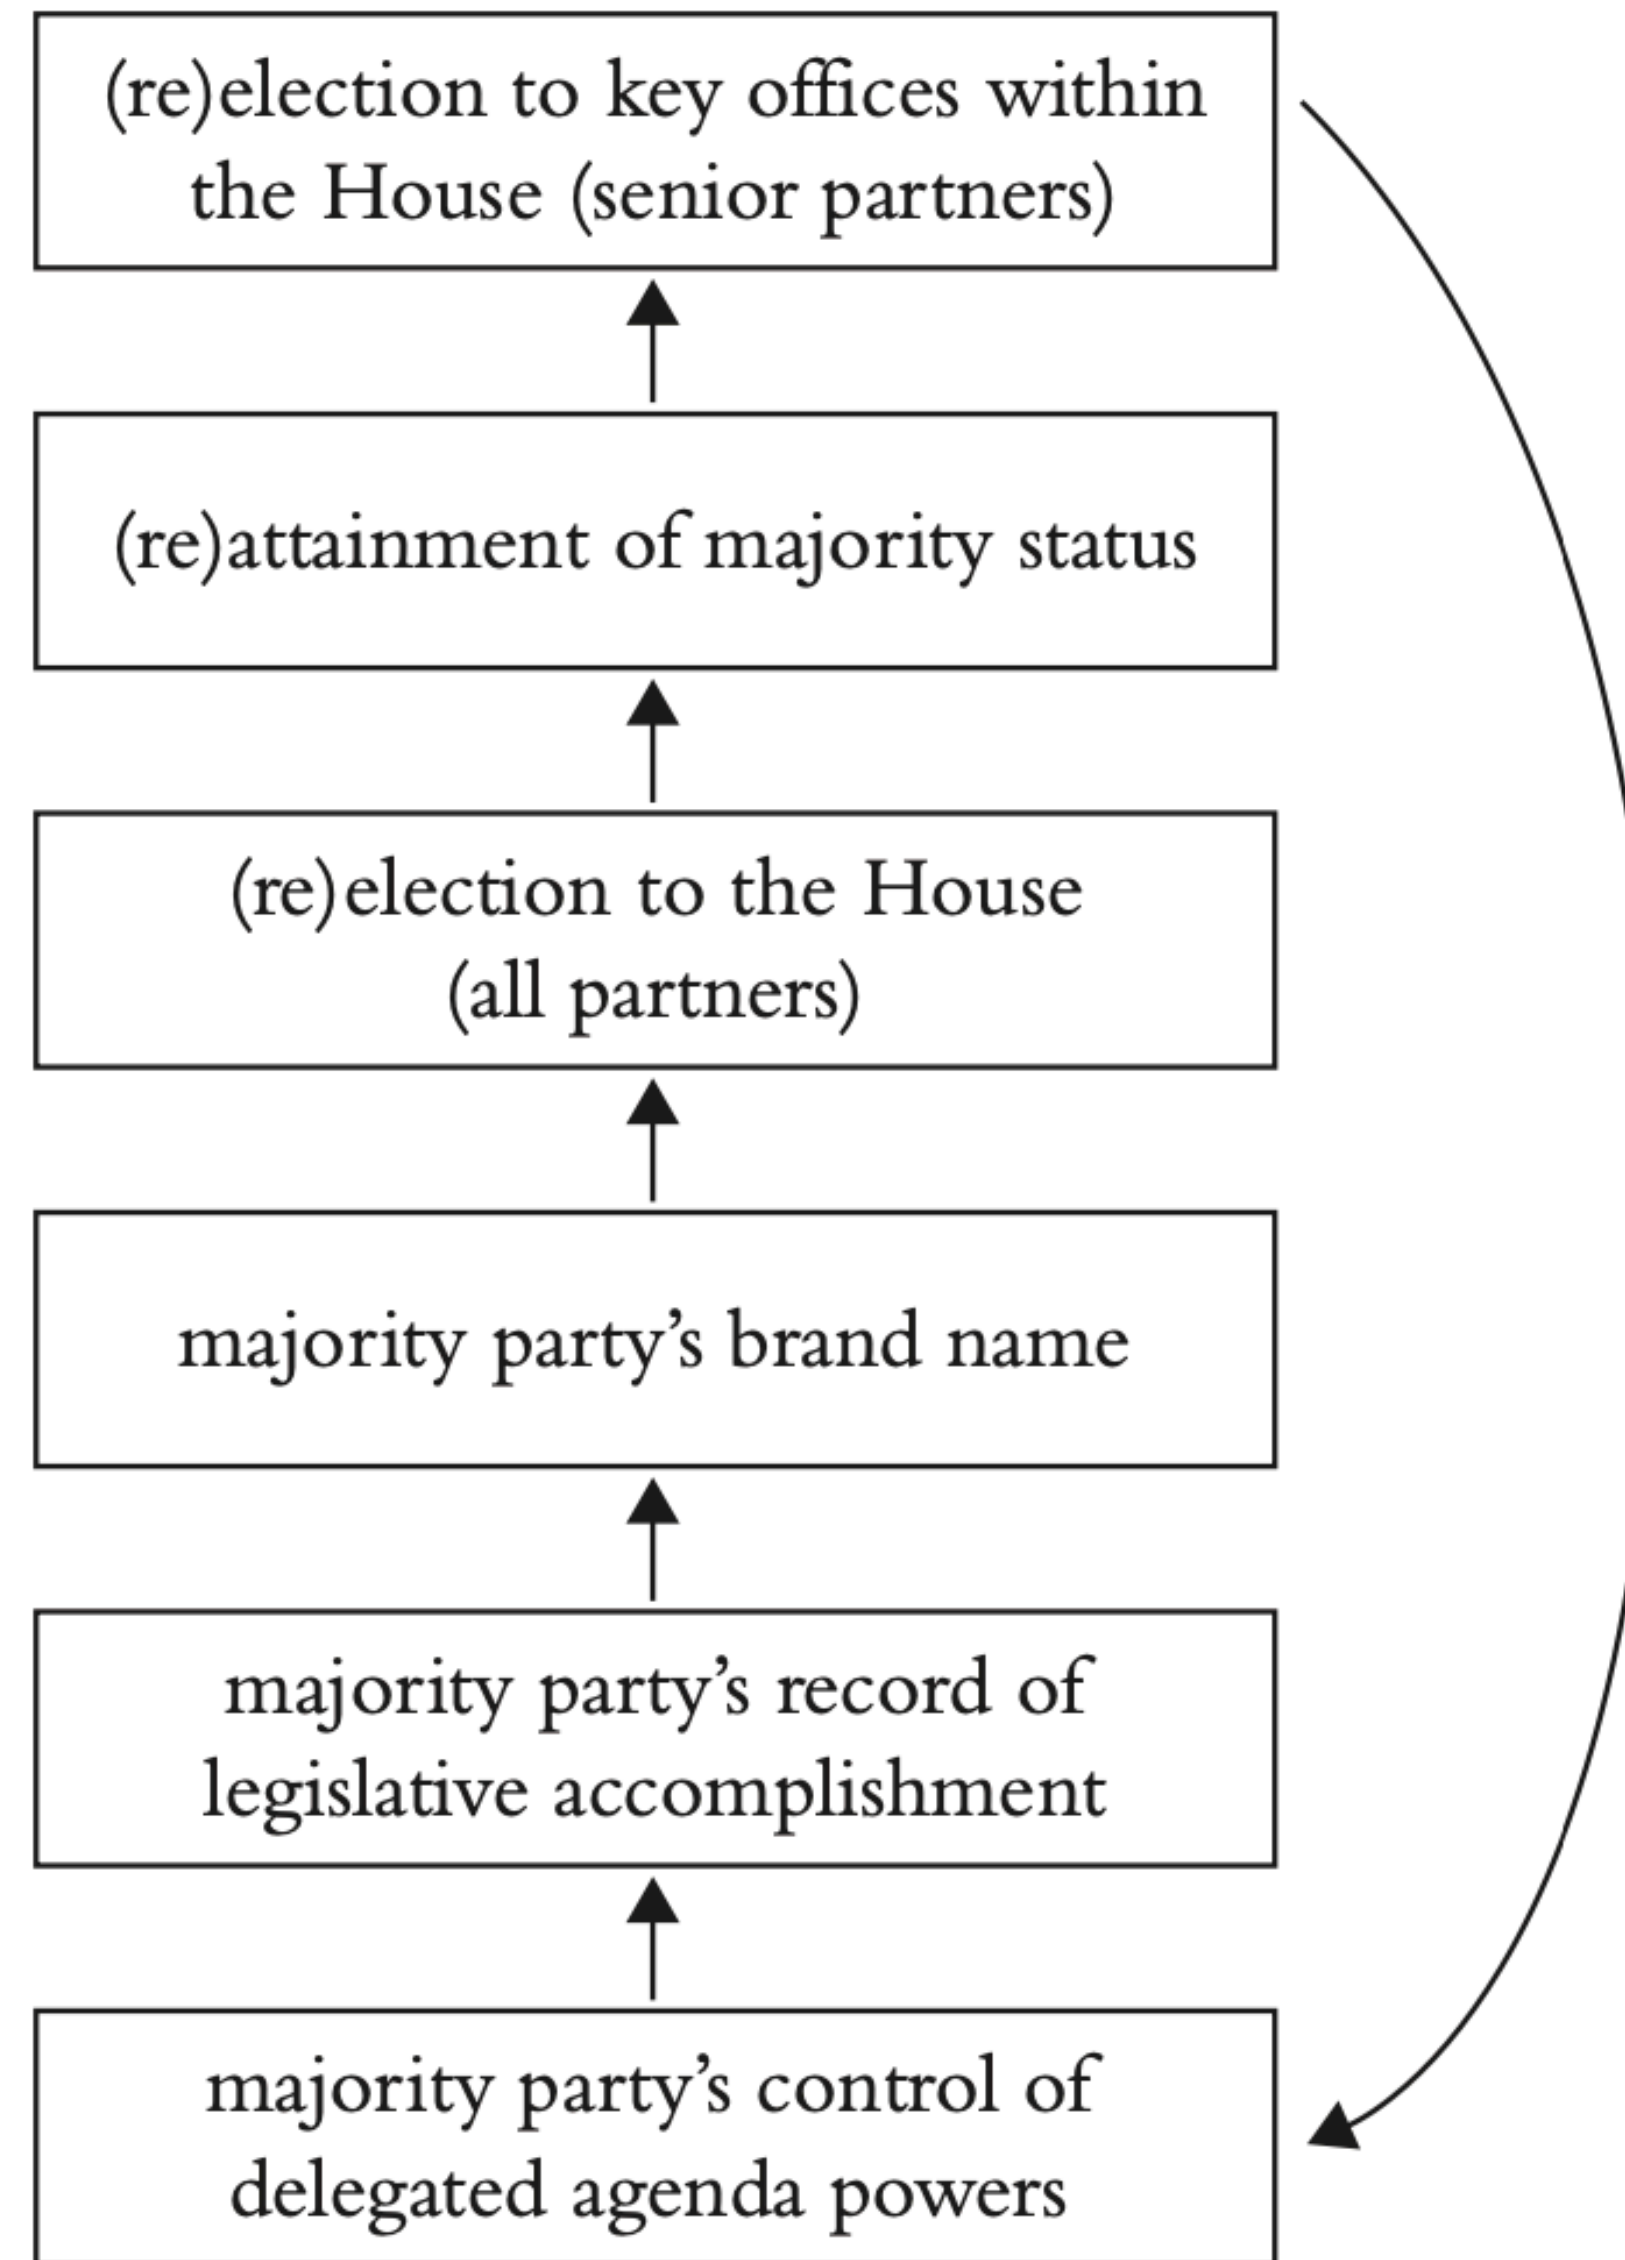 (re)election to key offices within
the House (senior partners)
(re)attainment of majority status
(re)election to the House
(all partners)
majority party’s brand name
majority party’s record of
legislative accomplishment
majority party’s control of
delegated agenda powers